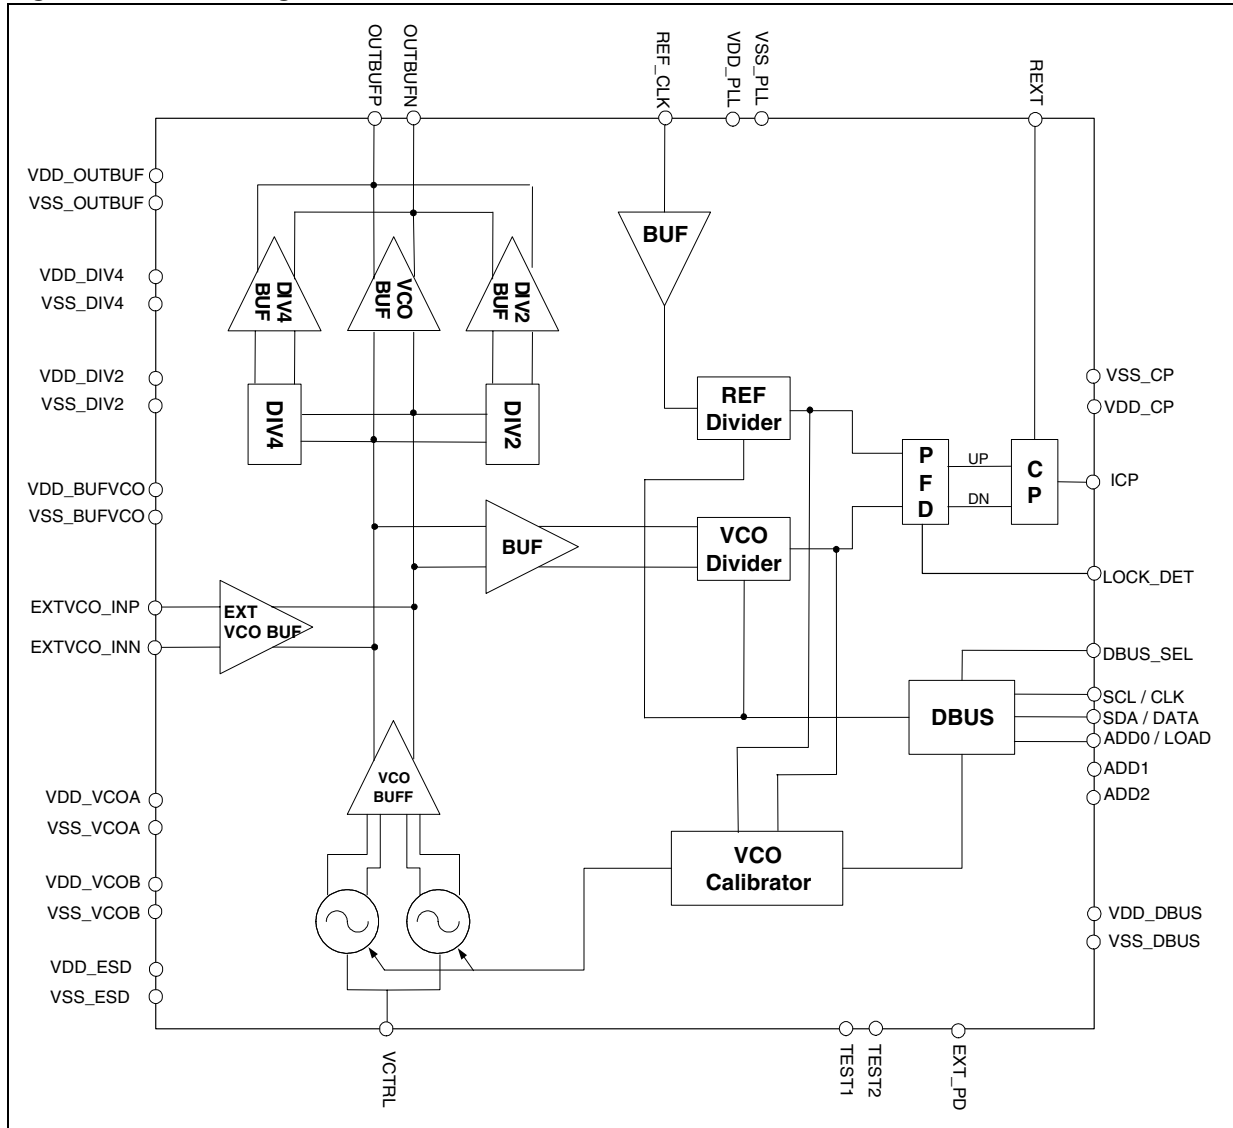 OUTBUFP
OUTBUFN
REF_CLK
VDD_PLL
VSS_PLL
REXT
VDD_OUTBUF
VSS_OUTBUF
VDD_DIV4
VSS_DIV4
VDD_DIV2
VSS_DIV2
VDD_BUFVCO
VSS_BUFVCO
EXTVCO_INP
EXTVCO_INN
VDD_VCOA
VSS_VCOA
VDD_VCOB
VSS_VCOB
VDD_ESD
VSS_ESD
DIV4
BUF
VCO
BUF
DIV2
BUF
DIV4
DIV2
BUF
REF
Divider
VCO
Divider
BUF
EXT
VCO BUF
VCO
BUFF
P
F
D
UP
DN
C
P
DBUS
VCO
Calibrator
VSS_CP
VDD_CP
ICP
LOCK_DET
DBUS_SEL
SCL / CLK
SDA / DATA
ADD0 / LOAD
ADD1
ADD2
VDD_DBUS
VSS_DBUS
VCTRL
TEST1
TEST2
EXT_PD